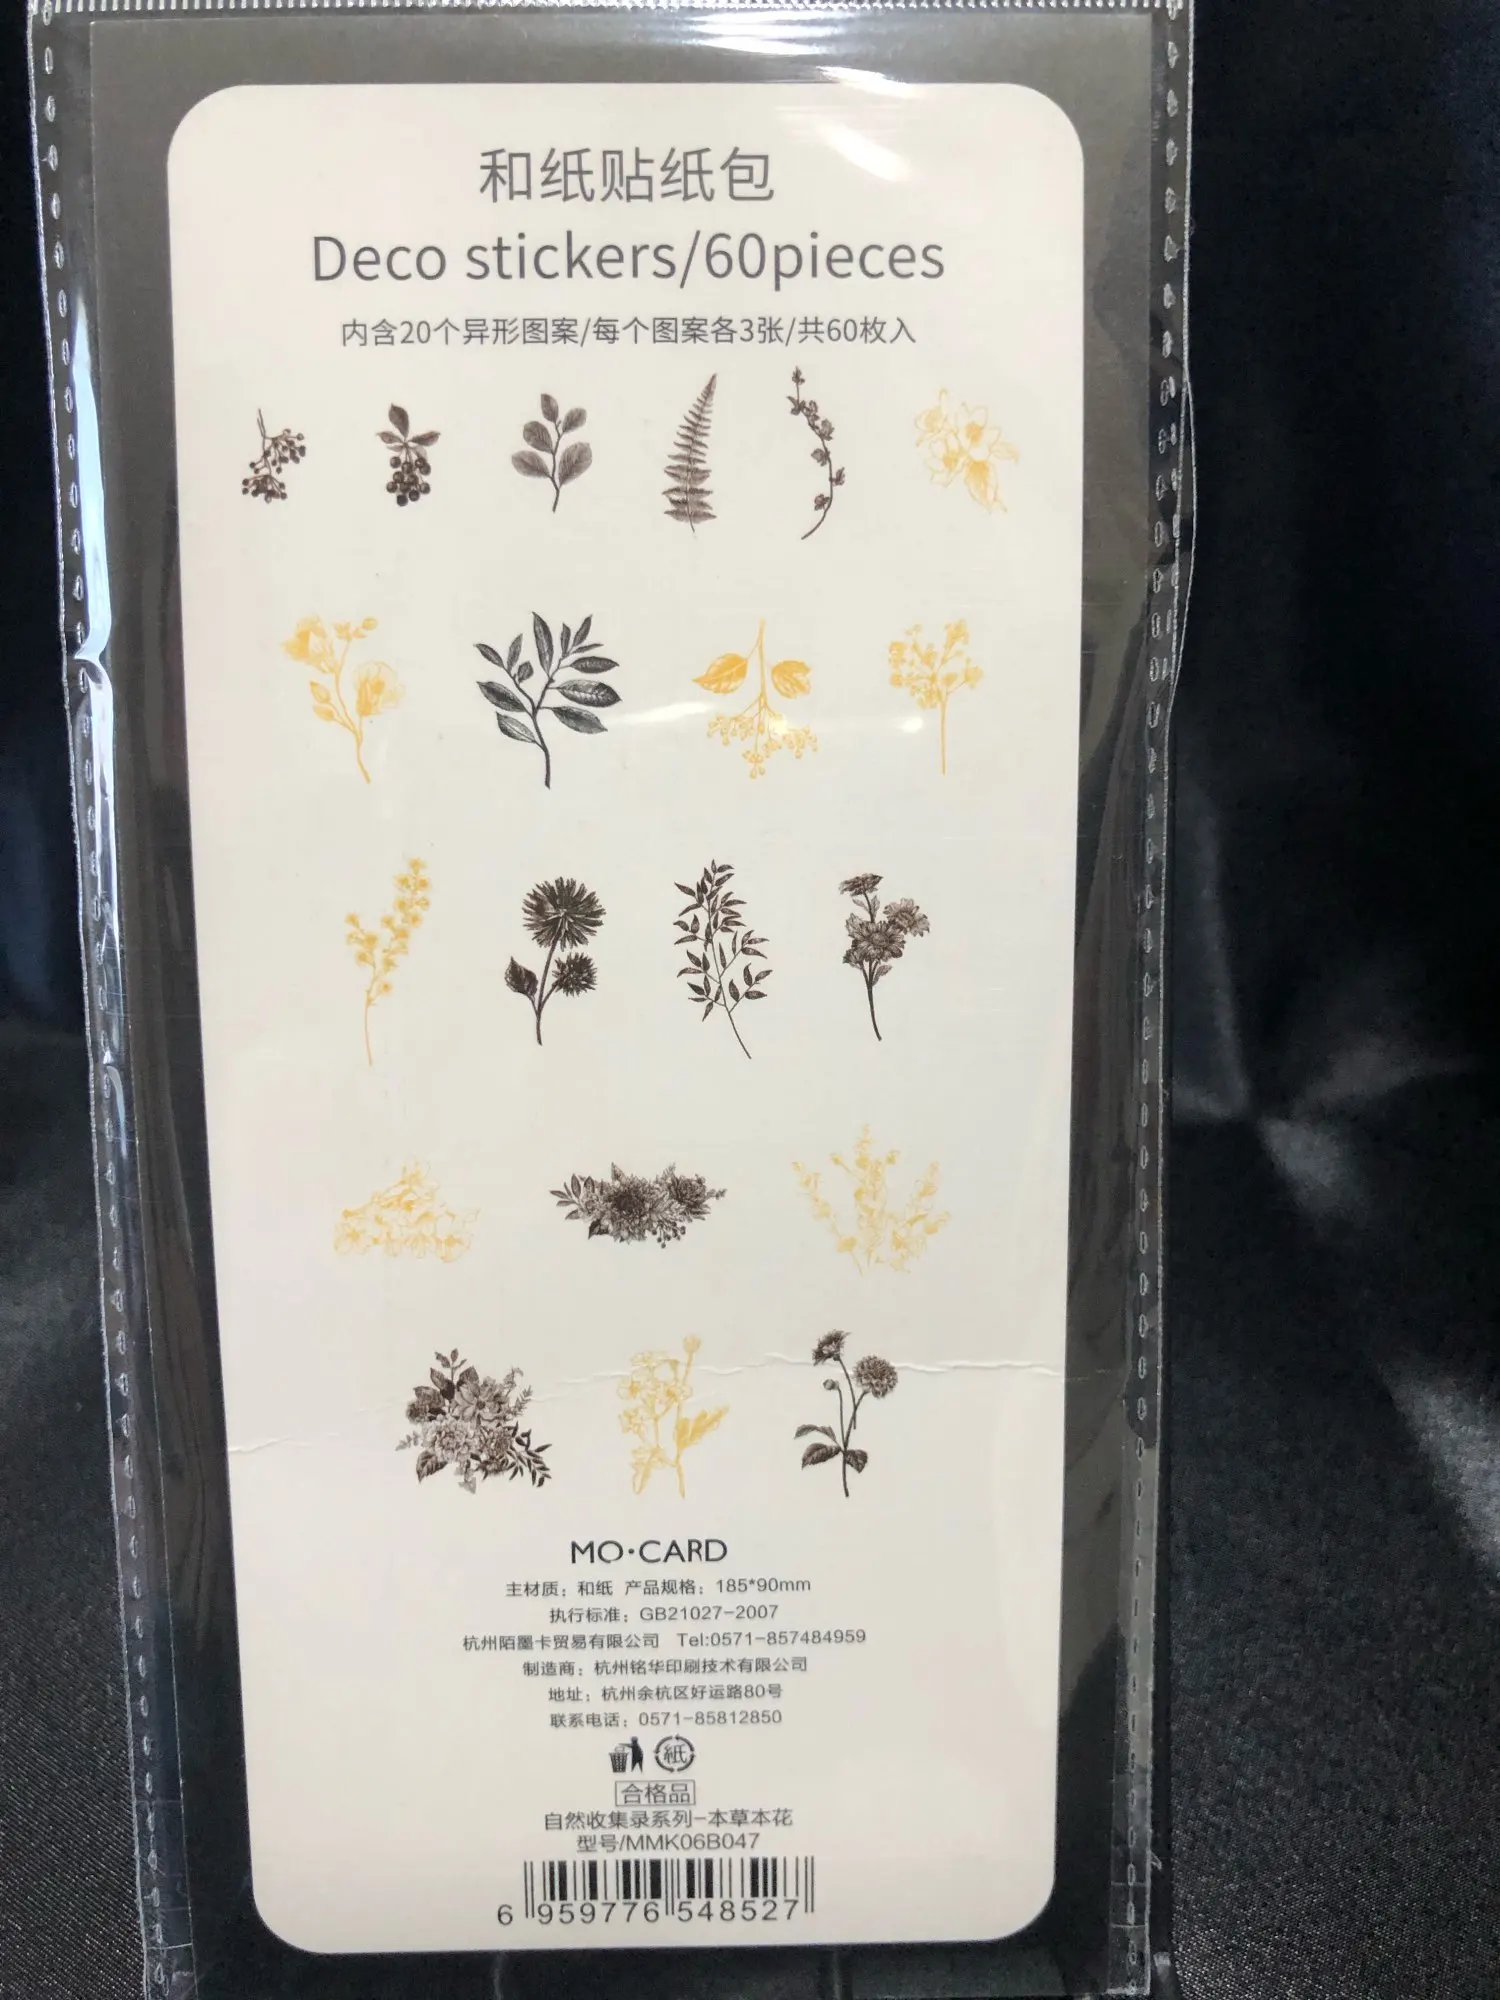 和纸贴纸包
Deco stickers/60pieces
内含20个异形图案/每个图案各3张/共60枚入
MO·CARD
主材质：和纸 产品规格：185*90mm
执行标准：GB21027-2007
杭州陌墨卡贸易有限公司 Tel:0571-857484959
制造商：杭州铭华印刷技术有限公司
地址：杭州余杭区好运路80号
联系电话：0571-85812850
紙
合格品
自然收集录系列-本草本花
型号/MMK06B047
6 959776 548527